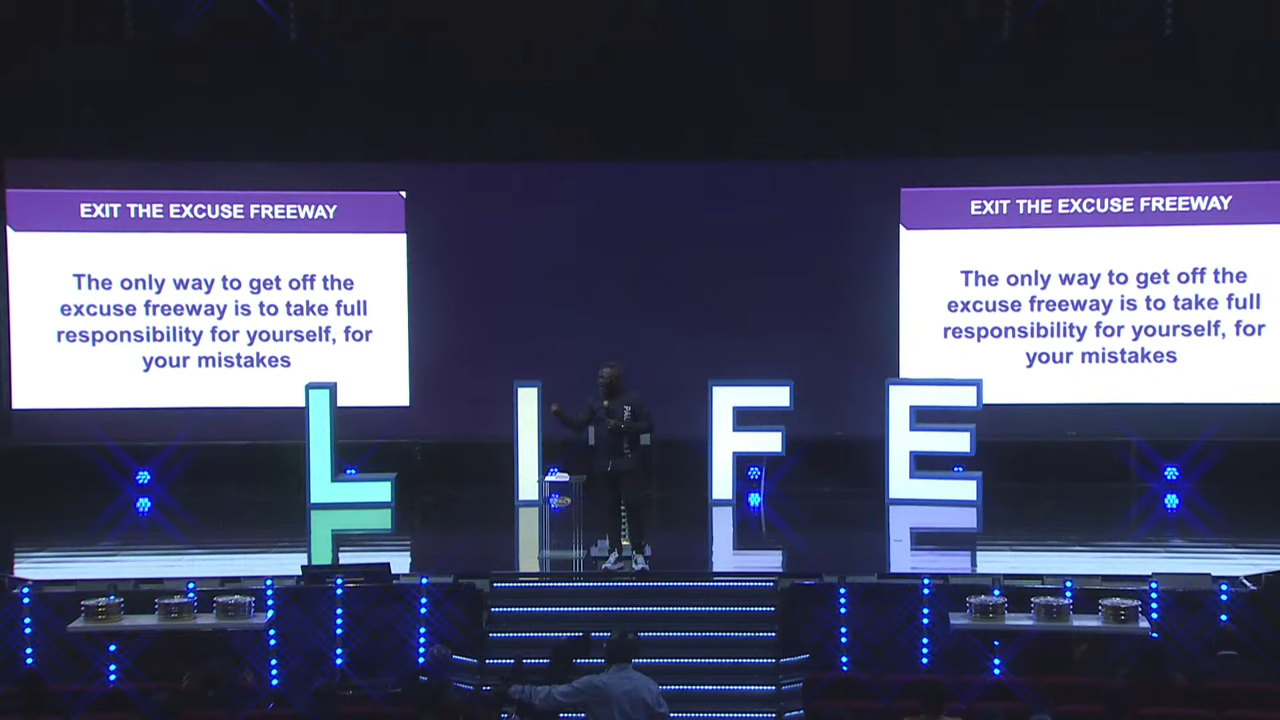 EXIT THE EXCUSE FREEWAY
The only way to get off the
excuse freeway is to take full
responsibility for yourself, for
your mistakes
EXIT THE EXCUSE FREEWAY
The only way to get off the
excuse freeway is to take full
responsibility for yourself, for
your mistakes
LIFE